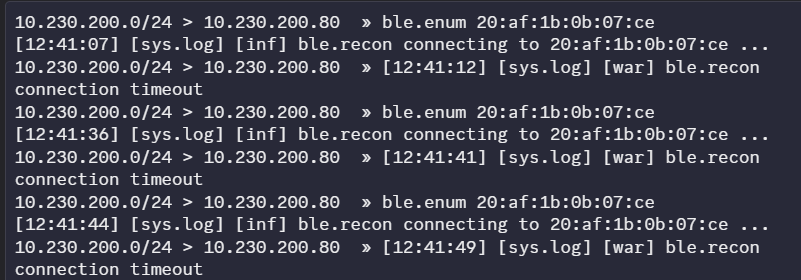 10.230.200.0/24 > 10.230.200.80  » ble.enum 20:af:1b:0b:07:ce
[12:41:07] [sys.log] [inf] ble.recon connecting to 20:af:1b:0b:07:ce ...
10.230.200.0/24 > 10.230.200.80  » [12:41:12] [sys.log] [war] ble.recon
connection timeout
10.230.200.0/24 > 10.230.200.80  » ble.enum 20:af:1b:0b:07:ce
[12:41:36] [sys.log] [inf] ble.recon connecting to 20:af:1b:0b:07:ce ...
10.230.200.0/24 > 10.230.200.80  » [12:41:41] [sys.log] [war] ble.recon
connection timeout
10.230.200.0/24 > 10.230.200.80  » ble.enum 20:af:1b:0b:07:ce
[12:41:44] [sys.log] [inf] ble.recon connecting to 20:af:1b:0b:07:ce ...
10.230.200.0/24 > 10.230.200.80  » [12:41:49] [sys.log] [war] ble.recon
connection timeout